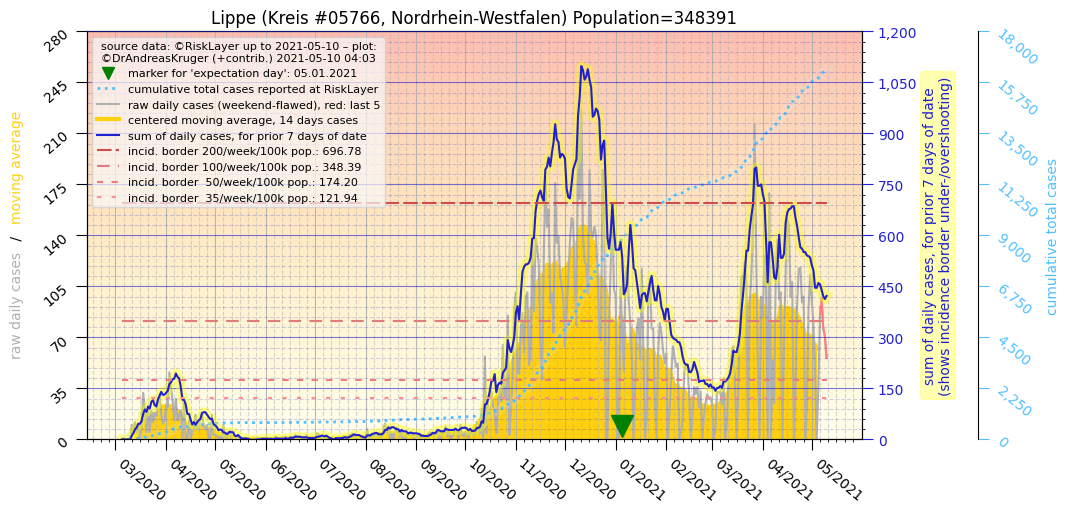 Lippe (Kreis #05766, Nordrhein-Westfalen) Population=348391
source data: ©RiskLayer up to 2021-05-10 – plot:
©DrAndreasKruger (+contrib.) 2021-05-10 04:03
marker for 'expectation day': 05.01.2021
cumulative total cases reported at RiskLayer
raw daily cases (weekend-flawed), red: last 5
centered moving average, 14 days cases
sum of daily cases, for prior 7 days of date
incid. border 200/week/100k pop.: 696.78
incid. border 100/week/100k pop.: 348.39
incid. border  50/week/100k pop.: 174.20
incid. border  35/week/100k pop.: 121.94
raw daily cases / moving average
280
245
210
175
140
105
70
35
0
03/2020
04/2020
05/2020
06/2020
07/2020
08/2020
09/2020
10/2020
11/2020
12/2020
01/2021
02/2021
03/2021
04/2021
05/2021
1,200
1,050
900
750
600
450
300
150
0
sum of daily cases, for prior 7 days of date
(shows incidence border under-/overshooting)
18,000
15,750
13,500
11,250
9,000
6,750
4,500
2,250
0
cumulative total cases